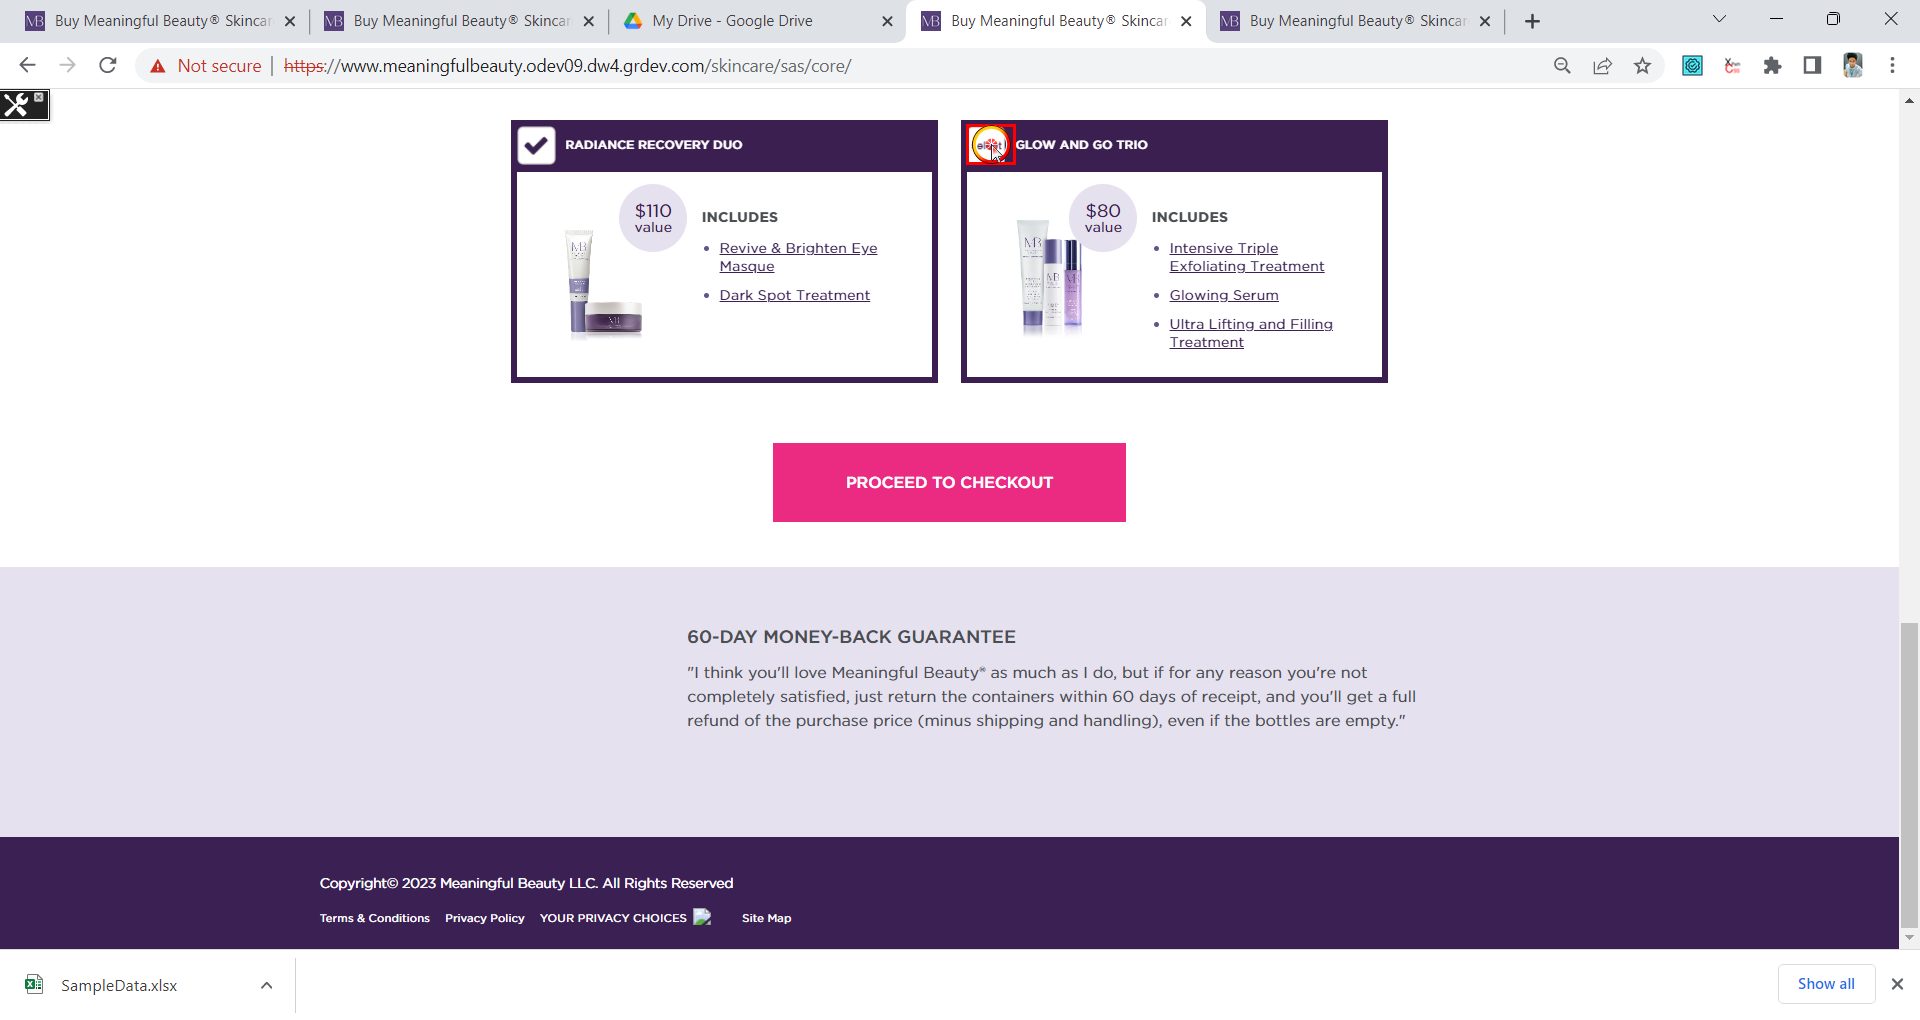 Buy Meaningful Beauty® Skincar
Buy Meaningful Beauty® Skincar
My Drive - Google Drive
Buy Meaningful Beauty® Skincar
Buy Meaningful Beauty® Skincar
Not secure | https://www.meaningfulbeauty.odev09.dw4.grdev.com/skincare/sas/core/
RADIANCE RECOVERY DUO
$110
value
INCLUDES
• Revive & Brighten Eye
Masque
• Dark Spot Treatment
GLOW AND GO TRIO
$80
value
INCLUDES
• Intensive Triple
Exfoliating Treatment
• Glowing Serum
• Ultra Lifting and Filling
Treatment
PROCEED TO CHECKOUT
60-DAY MONEY-BACK GUARANTEE
"I think you'll love Meaningful Beauty® as much as I do, but if for any reason you're not
completely satisfied, just return the containers within 60 days of receipt, and you'll get a full
refund of the purchase price (minus shipping and handling), even if the bottles are empty."
Copyright© 2023 Meaningful Beauty LLC. All Rights Reserved
Terms & Conditions Privacy Policy YOUR PRIVACY CHOICES Site Map
SampleData.xlsx
Show all